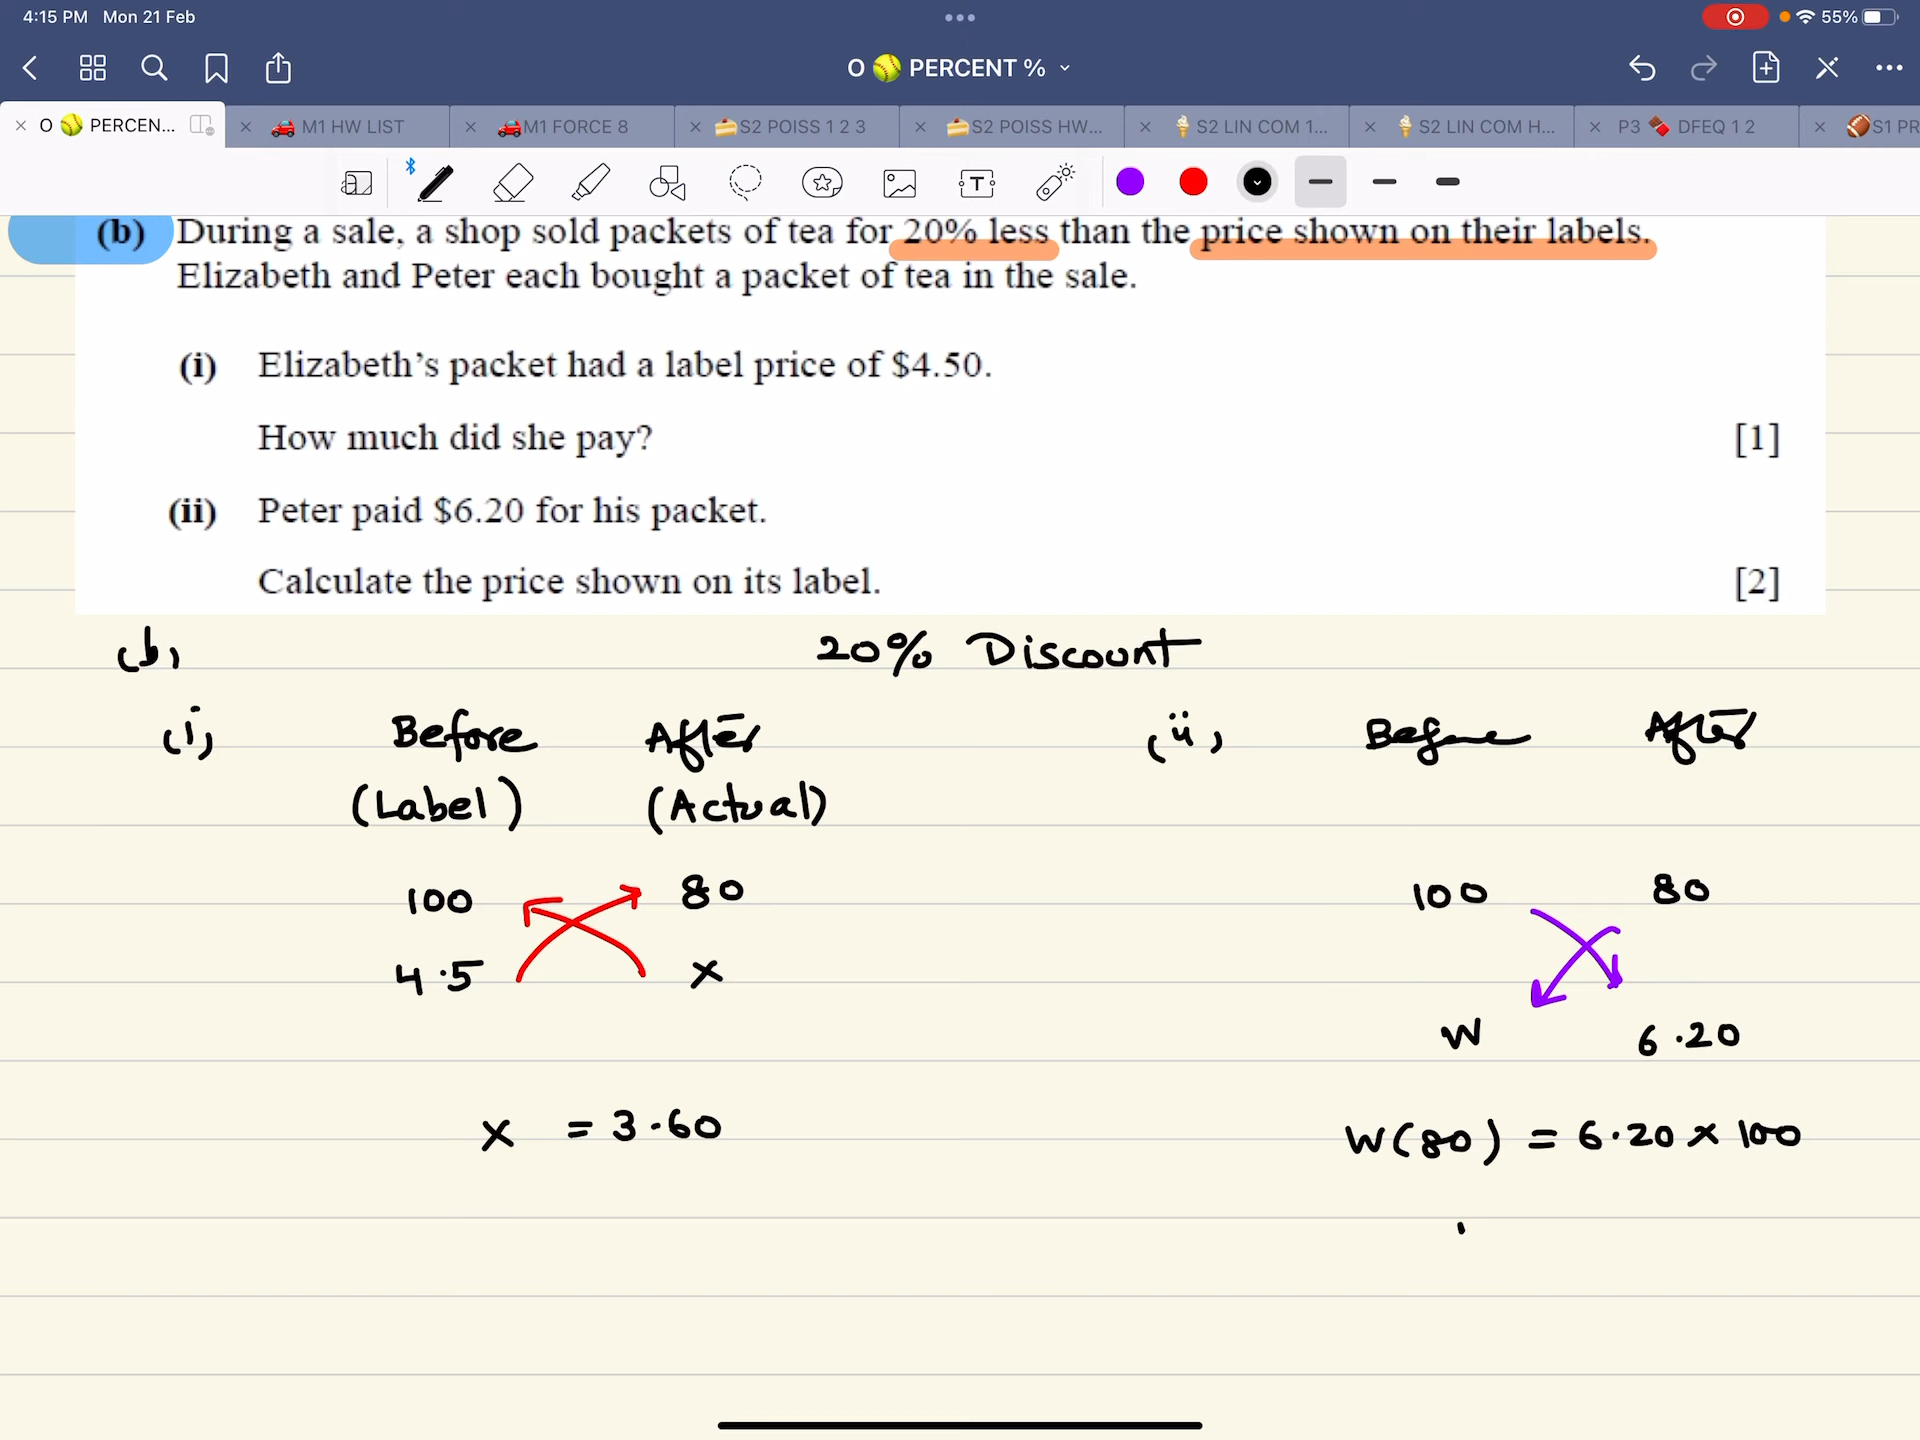 4:15 PM Mon 21 Feb
55%
O 🥎 PERCENT %
O 🥎 PERCEN...
M1 HW LIST
M1 FORCE 8
S2 POISS 1 2 3
S2 POISS HW...
S2 LIN COM 1...
S2 LIN COM H...
P3 🍫 DFEQ 1 2
S1 PR
(b) During a sale, a shop sold packets of tea for 20% less than the price shown on their labels.
Elizabeth and Peter each bought a packet of tea in the sale.
(i) Elizabeth's packet had a label price of $4.50.
How much did she pay? [1]
(ii) Peter paid $6.20 for his packet.
Calculate the price shown on its label. [2]
(b) 20% Discount
(i) Before After (ii) Before After
(Label) (Actual)
100 80 100 80
4.5 x
W 6.20
x = 3.60 W(80) = 6.20 x 100